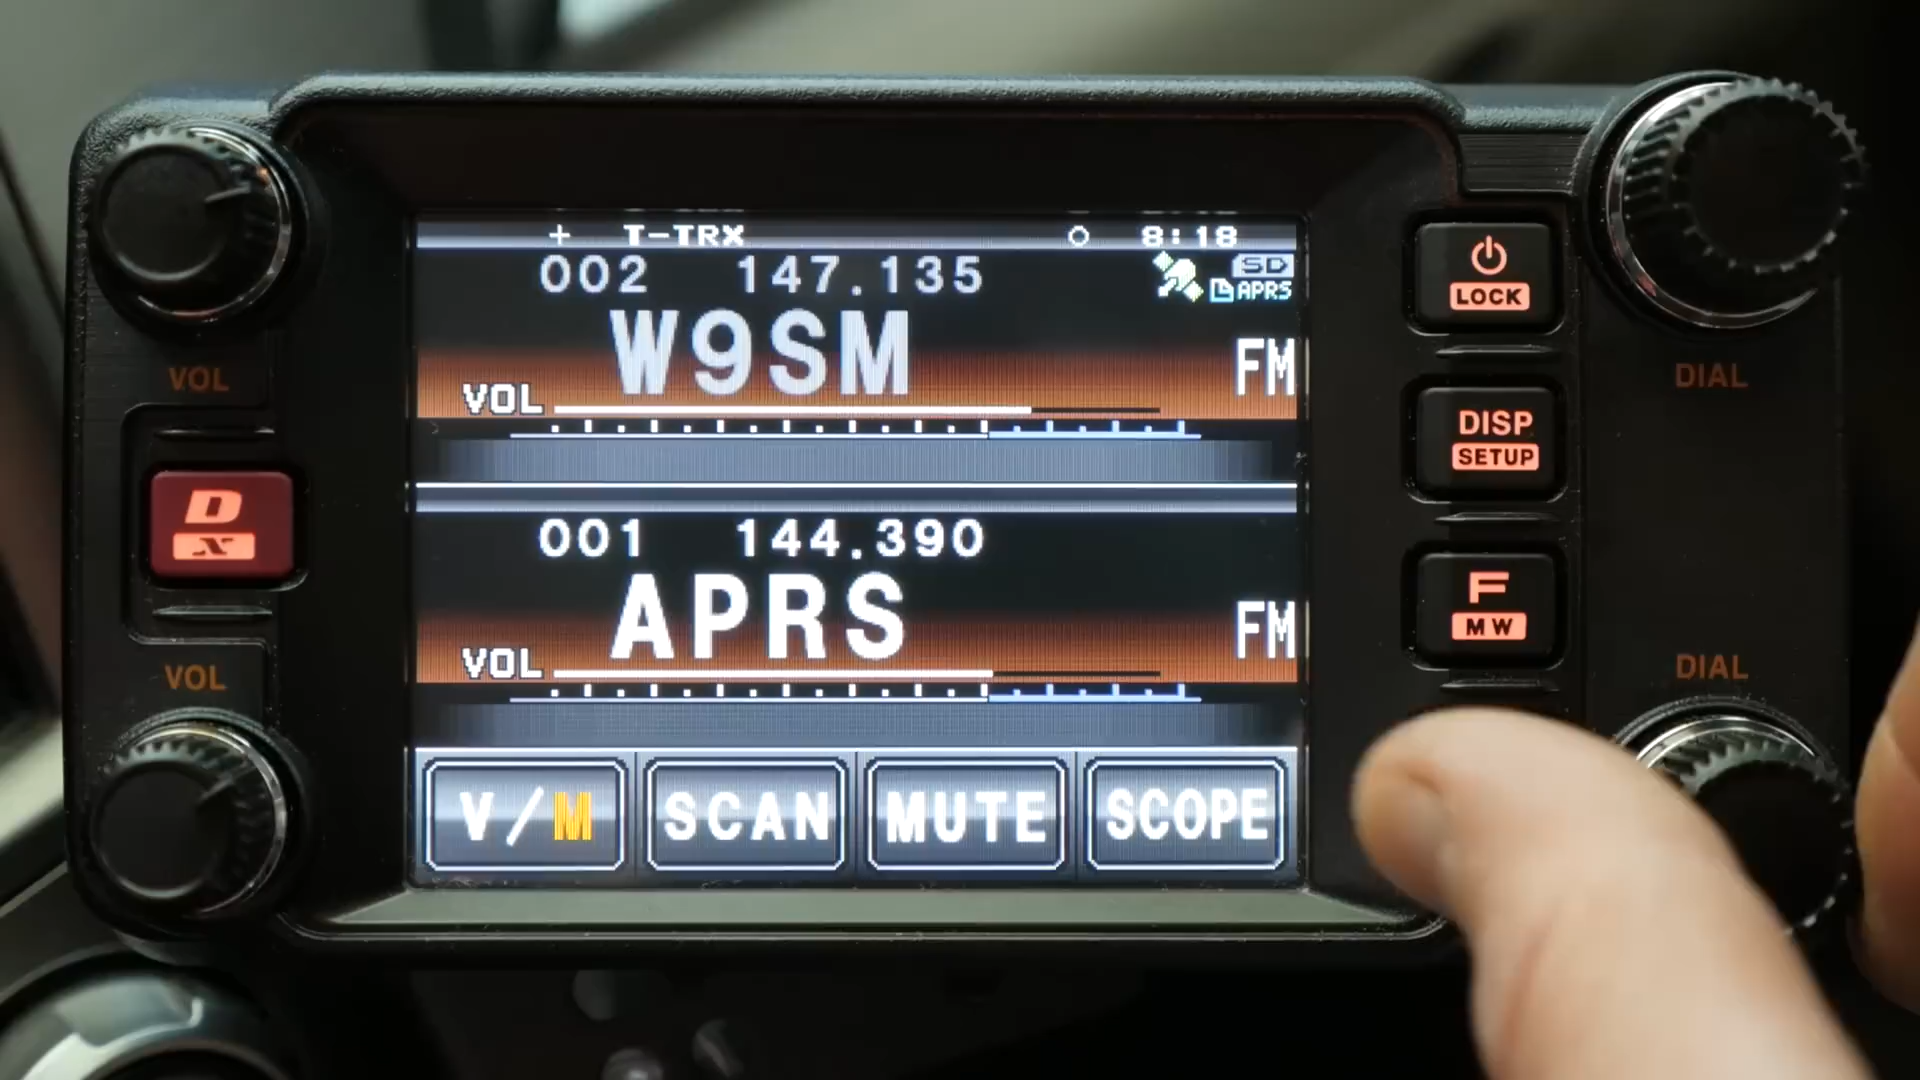 + T-TRX 8:18
002 147.135
SD
APRS
W9SM
FM
VOL
001 144.390
APRS
FM
VOL
V/M SCAN MUTE SCOPE
VOL
D
X
VOL
LOCK
DISP
SETUP
F
MW
DIAL
DIAL